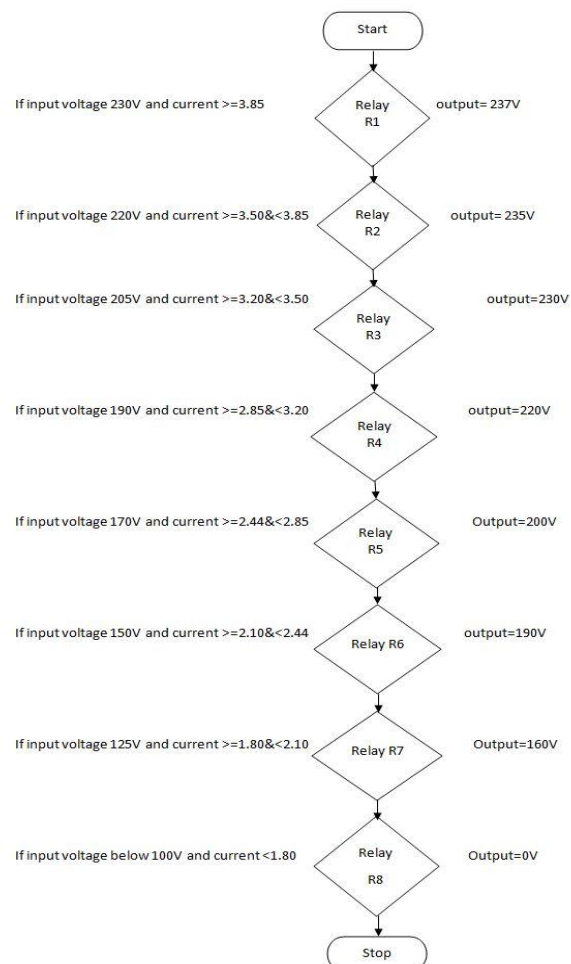 Start
If input voltage 230V and current >=3.85
Relay
R1
output= 237V
If input voltage 220V and current >=3.50&<3.85
Relay
R2
output= 235V
If input voltage 205V and current >=3.20&<3.50
Relay
R3
output=230V
If input voltage 190V and current >=2.85&<3.20
Relay
R4
output=220V
If input voltage 170V and current >=2.44&<2.85
Relay
R5
Output=200V
If input voltage 150V and current >=2.10&<2.44
Relay R6
output=190V
If input voltage 125V and current >=1.80&<2.10
Relay R7
Output=160V
If input voltage below 100V and current <1.80
Relay
R8
Output=0V
Stop